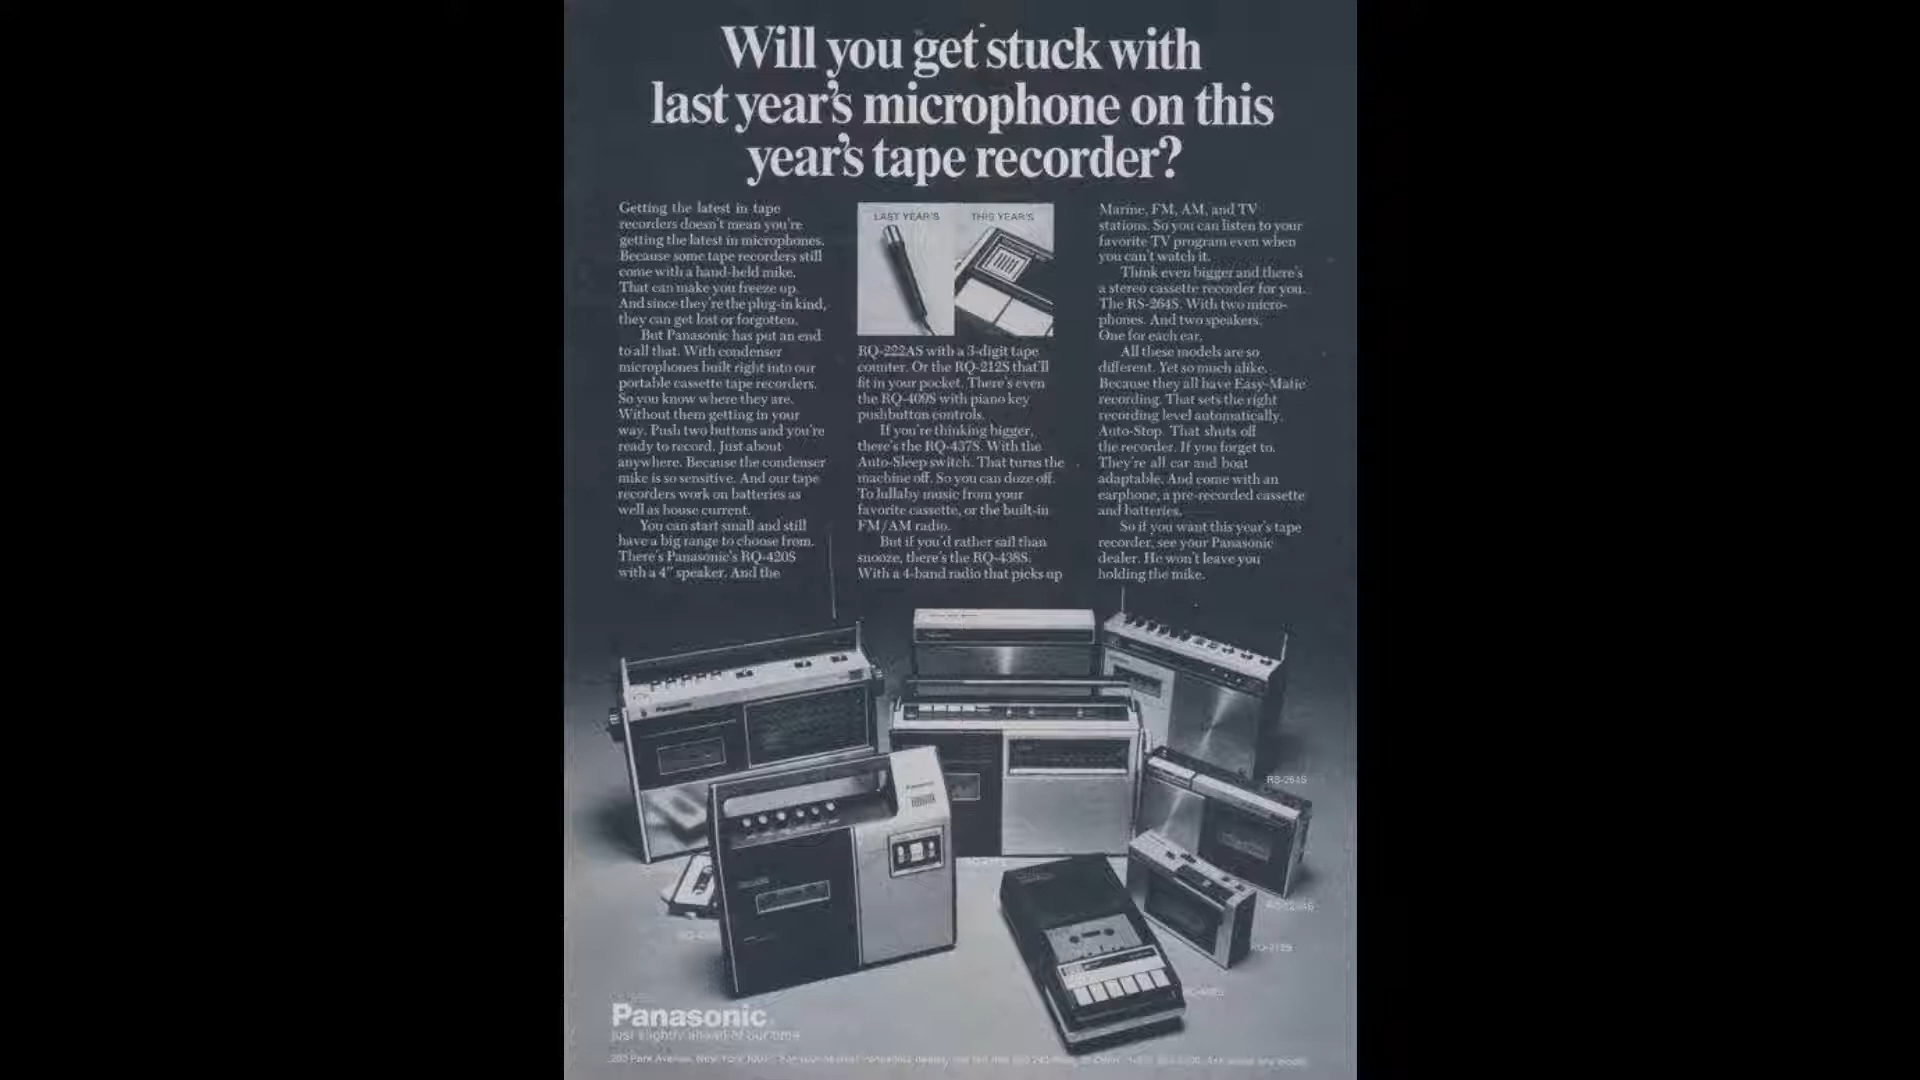 Will you get stuck with
last year's microphone on this
year's tape recorder?
Getting the latest in tape
recorders doesn't mean you're
getting the latest in microphones.
Because some tape recorders still
come with a hand-held mike.
That can make you freeze up.
And since they're the plug-in kind,
they can get lost or forgotten.
But Panasonic has put an end
to all that. With condenser
microphones built right into our
portable cassette tape recorders.
So you know where they are.
Without them getting in your
way. Push two buttons and you're
ready to record. Just about
anywhere. Because the condenser
mike is so sensitive. And our tape
recorders work on batteries as
well as house current.
You can start small and still
have a big range to choose from.
There's Panasonic's RQ-420S
with a 4" speaker. And the
LAST YEAR'S
THIS YEAR'S
RQ-222AS with a 3-digit tape
counter. Or the RQ-212S that'll
fit in your pocket. There's even
the RQ-409S with piano key
pushbutton controls.
If you're thinking bigger,
there's the RQ-437S. With the
Auto-Sleep switch. That turns the
machine off. So you can doze off.
To lullaby music from your
favorite cassette, or the built-in
FM/AM radio.
But if you'd rather sail than
snooze, there's the RQ-438S.
With a 4-band radio that picks up
Marine, FM, AM, and TV
stations. So you can listen to your
favorite TV program even when
you can't watch it.
Think even bigger and there's
a stereo cassette recorder for you.
The RS-264S. With two micro-
phones. And two speakers.
One for each ear.
All these models are so
different. Yet so much alike.
Because they all have Easy-Matic
recording. That sets the right
recording level automatically.
Auto-Stop. That shuts off
the recorder. If you forget to.
They're all car and boat
adaptable. And come with an
earphone, a pre-recorded cassette
and batteries.
So if you want this year's tape
recorder, see your Panasonic
dealer. He won't leave you
holding the mike.
Panasonic
RS-264S
RQ-212S
Panasonic
just slightly ahead of our time
200 Park Avenue, New York